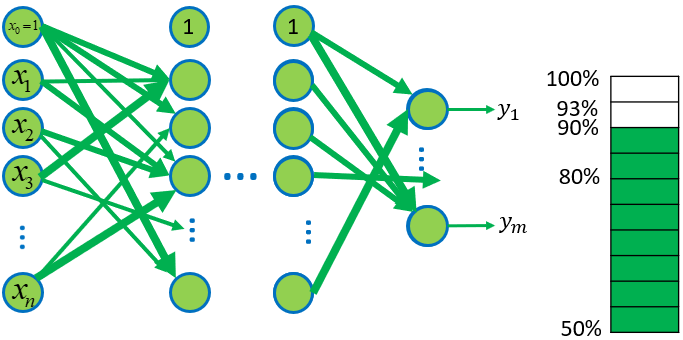 x₀=1
1
1
x₁
x₂
x₃
xₙ
y₁
yₘ
100%
93%
90%
80%
50%